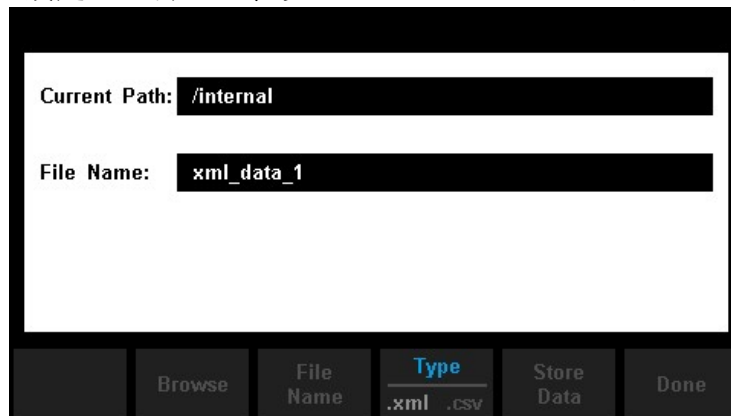 Current Path: /internal
File Name: xml_data_1
Browse
File Name
Type
.xml .csv
Store Data
Done